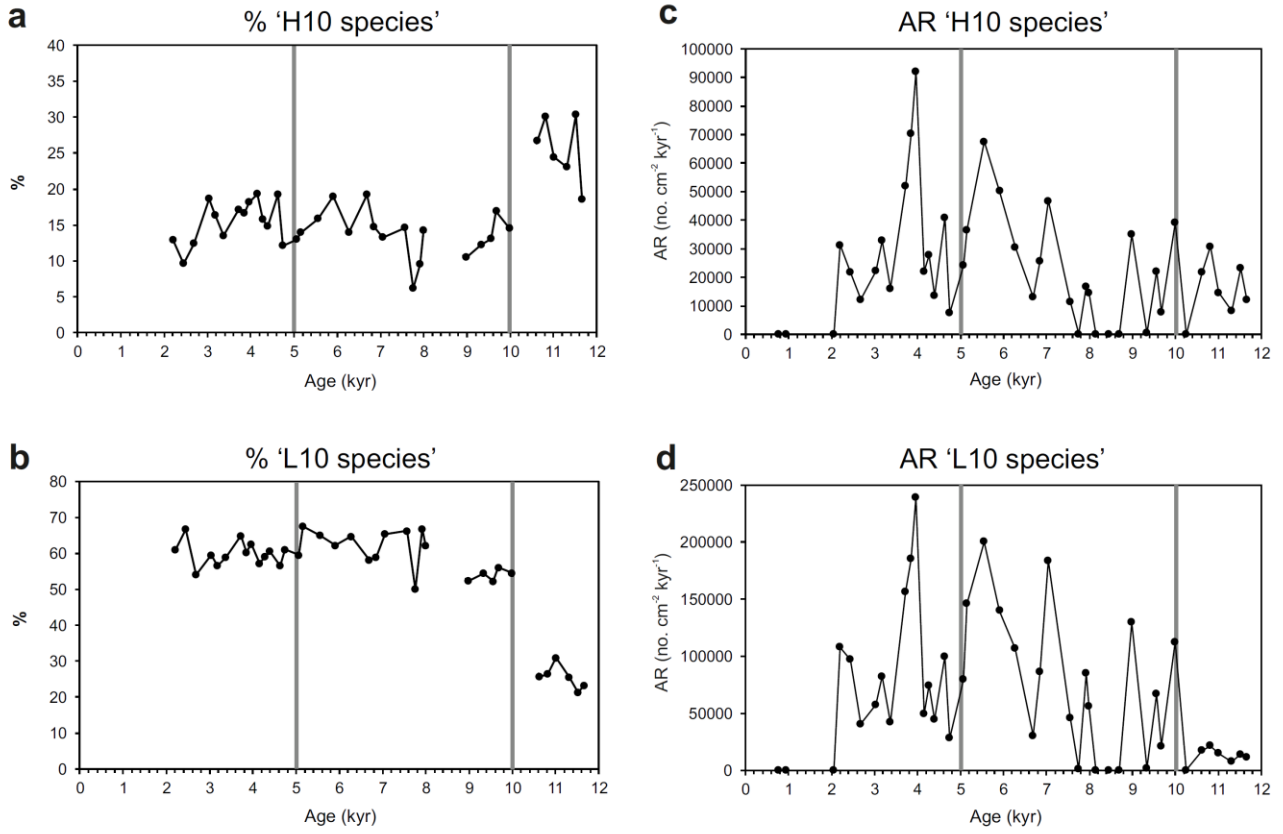 a
% 'H10 species'
40
35
30
25
20
15
10
5
0
%
0 1 2 3 4 5 6 7 8 9 10 11 12
Age (kyr)
c
AR 'H10 species'
100000
90000
80000
70000
60000
50000
40000
30000
20000
10000
0
AR (no. cm⁻² kyr⁻¹)
0 1 2 3 4 5 6 7 8 9 10 11 12
Age (kyr)
b
% 'L10 species'
80
70
60
50
40
30
20
10
0
%
0 1 2 3 4 5 6 7 8 9 10 11 12
Age (kyr)
d
AR 'L10 species'
250000
200000
150000
100000
50000
0
AR (no. cm⁻² kyr⁻¹)
0 1 2 3 4 5 6 7 8 9 10 11 12
Age (kyr)